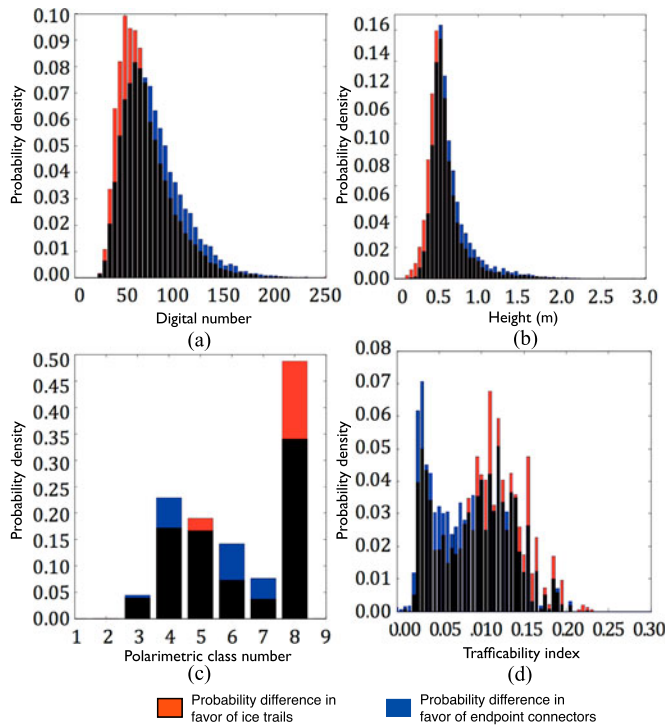 0.10
0.09
0.08
0.07
0.06
0.05
0.04
0.03
0.02
0.01
0.00
Probability density
0 50 100 150 200 250
Digital number
(a)
0.16
0.14
0.12
0.10
0.08
0.16
0.14
0.12
0.00
Probability density
0 0.5 1.0 1.5 2.0 2.5 3.0
Height (m)
(b)
0.50
0.45
0.40
0.35
0.30
0.25
0.20
0.15
0.10
0.05
0.00
Probability density
1 2 3 4 5 6 7 8 9
Polarimetric class number
(c)
0.08
0.07
0.06
0.05
0.04
0.03
0.02
0.01
0.00
Probability density
0.00 0.05 .010 0.15 0.20 0.30
Trafficability index
(d)
Probability difference in
favor of ice trails
Probability difference in
favor of endpoint connectors